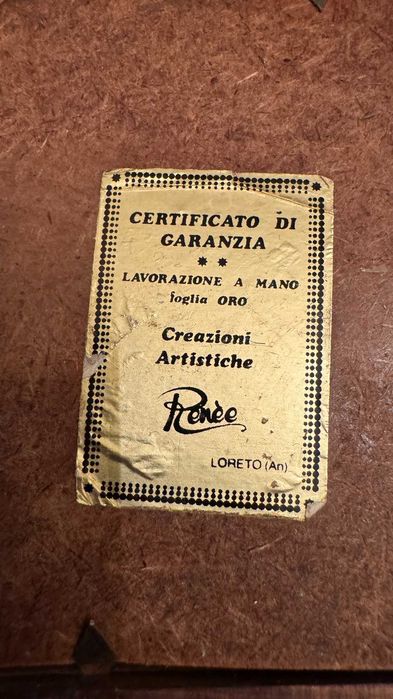 CERTIFICATO DI
GARANZIA
★ ★
LAVORAZIONE A MANO
foglia ORO
Creazioni
Artistiche
Renèe
LORETO (An)